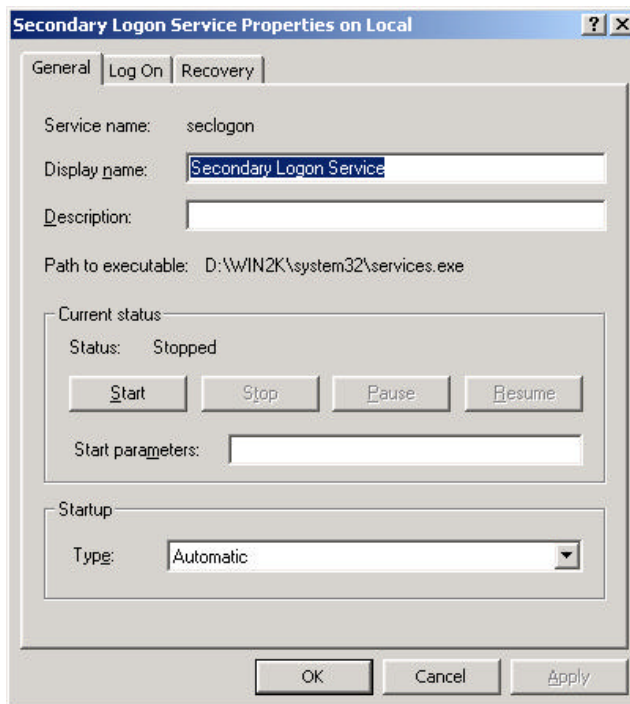 Secondary Logon Service Properties on Local ? X
General Log On Recovery
Service name: seclogon
Display name: Secondary Logon Service
Description:
Path to executable: D:\WIN2K\system32\services.exe
Current status
Status: Stopped
Start Stop Pause Resume
Start parameters:
Startup
Type: Automatic
OK Cancel Apply